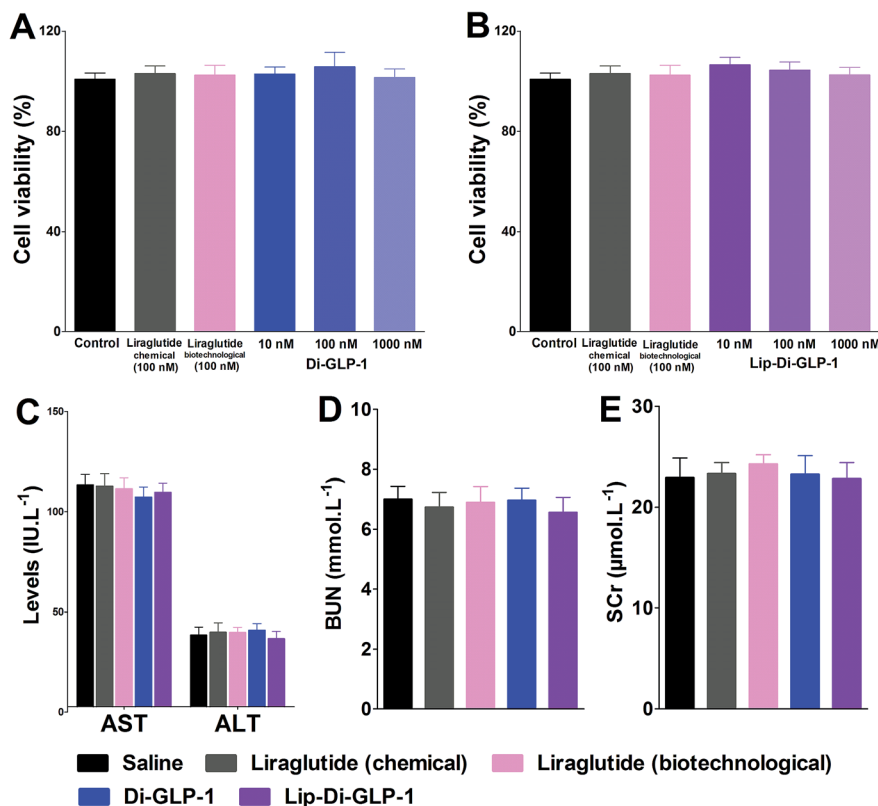 A
Cell viability (%)
120
80
40
0
Control
Liraglutide
chemical
(100 nM)
Liraglutide
biotechnological
(100 nM)
10 nM
100 nM
1000 nM
Di-GLP-1
B
Cell viability (%)
120
80
40
0
Control
Liraglutide
chemical
(100 nM)
Liraglutide
biotechnological
(100 nM)
10 nM
100 nM
1000 nM
Lip-Di-GLP-1
C
Levels (IU.L⁻¹)
150
100
50
0
AST
ALT
D
BUN (mmol.L⁻¹)
10
8
6
4
2
0
E
SCr (μmol.L⁻¹)
30
20
10
0
Saline
Liraglutide (chemical)
Liraglutide (biotechnological)
Di-GLP-1
Lip-Di-GLP-1